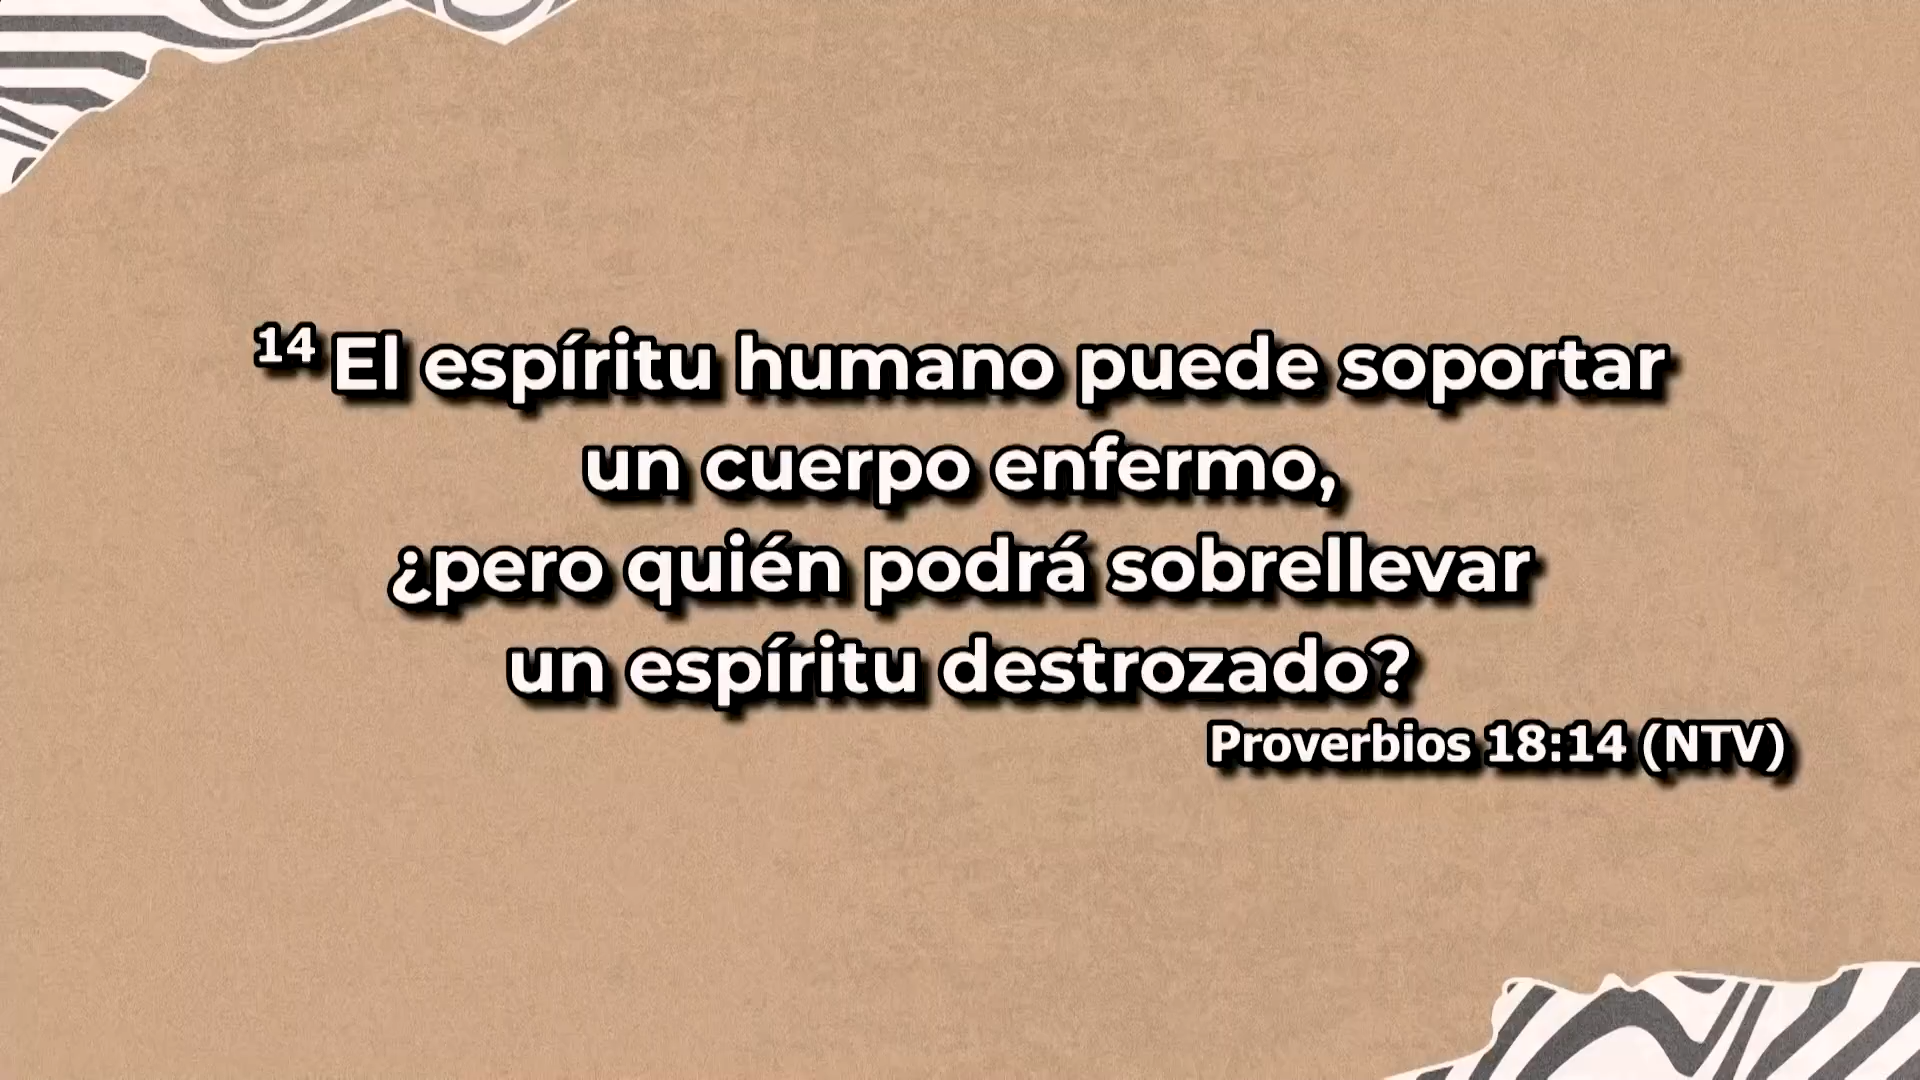 14 El espíritu humano puede soportar
un cuerpo enfermo,
¿pero quién podrá sobrellevar
un espíritu destrozado?
Proverbios 18:14 (NTV)